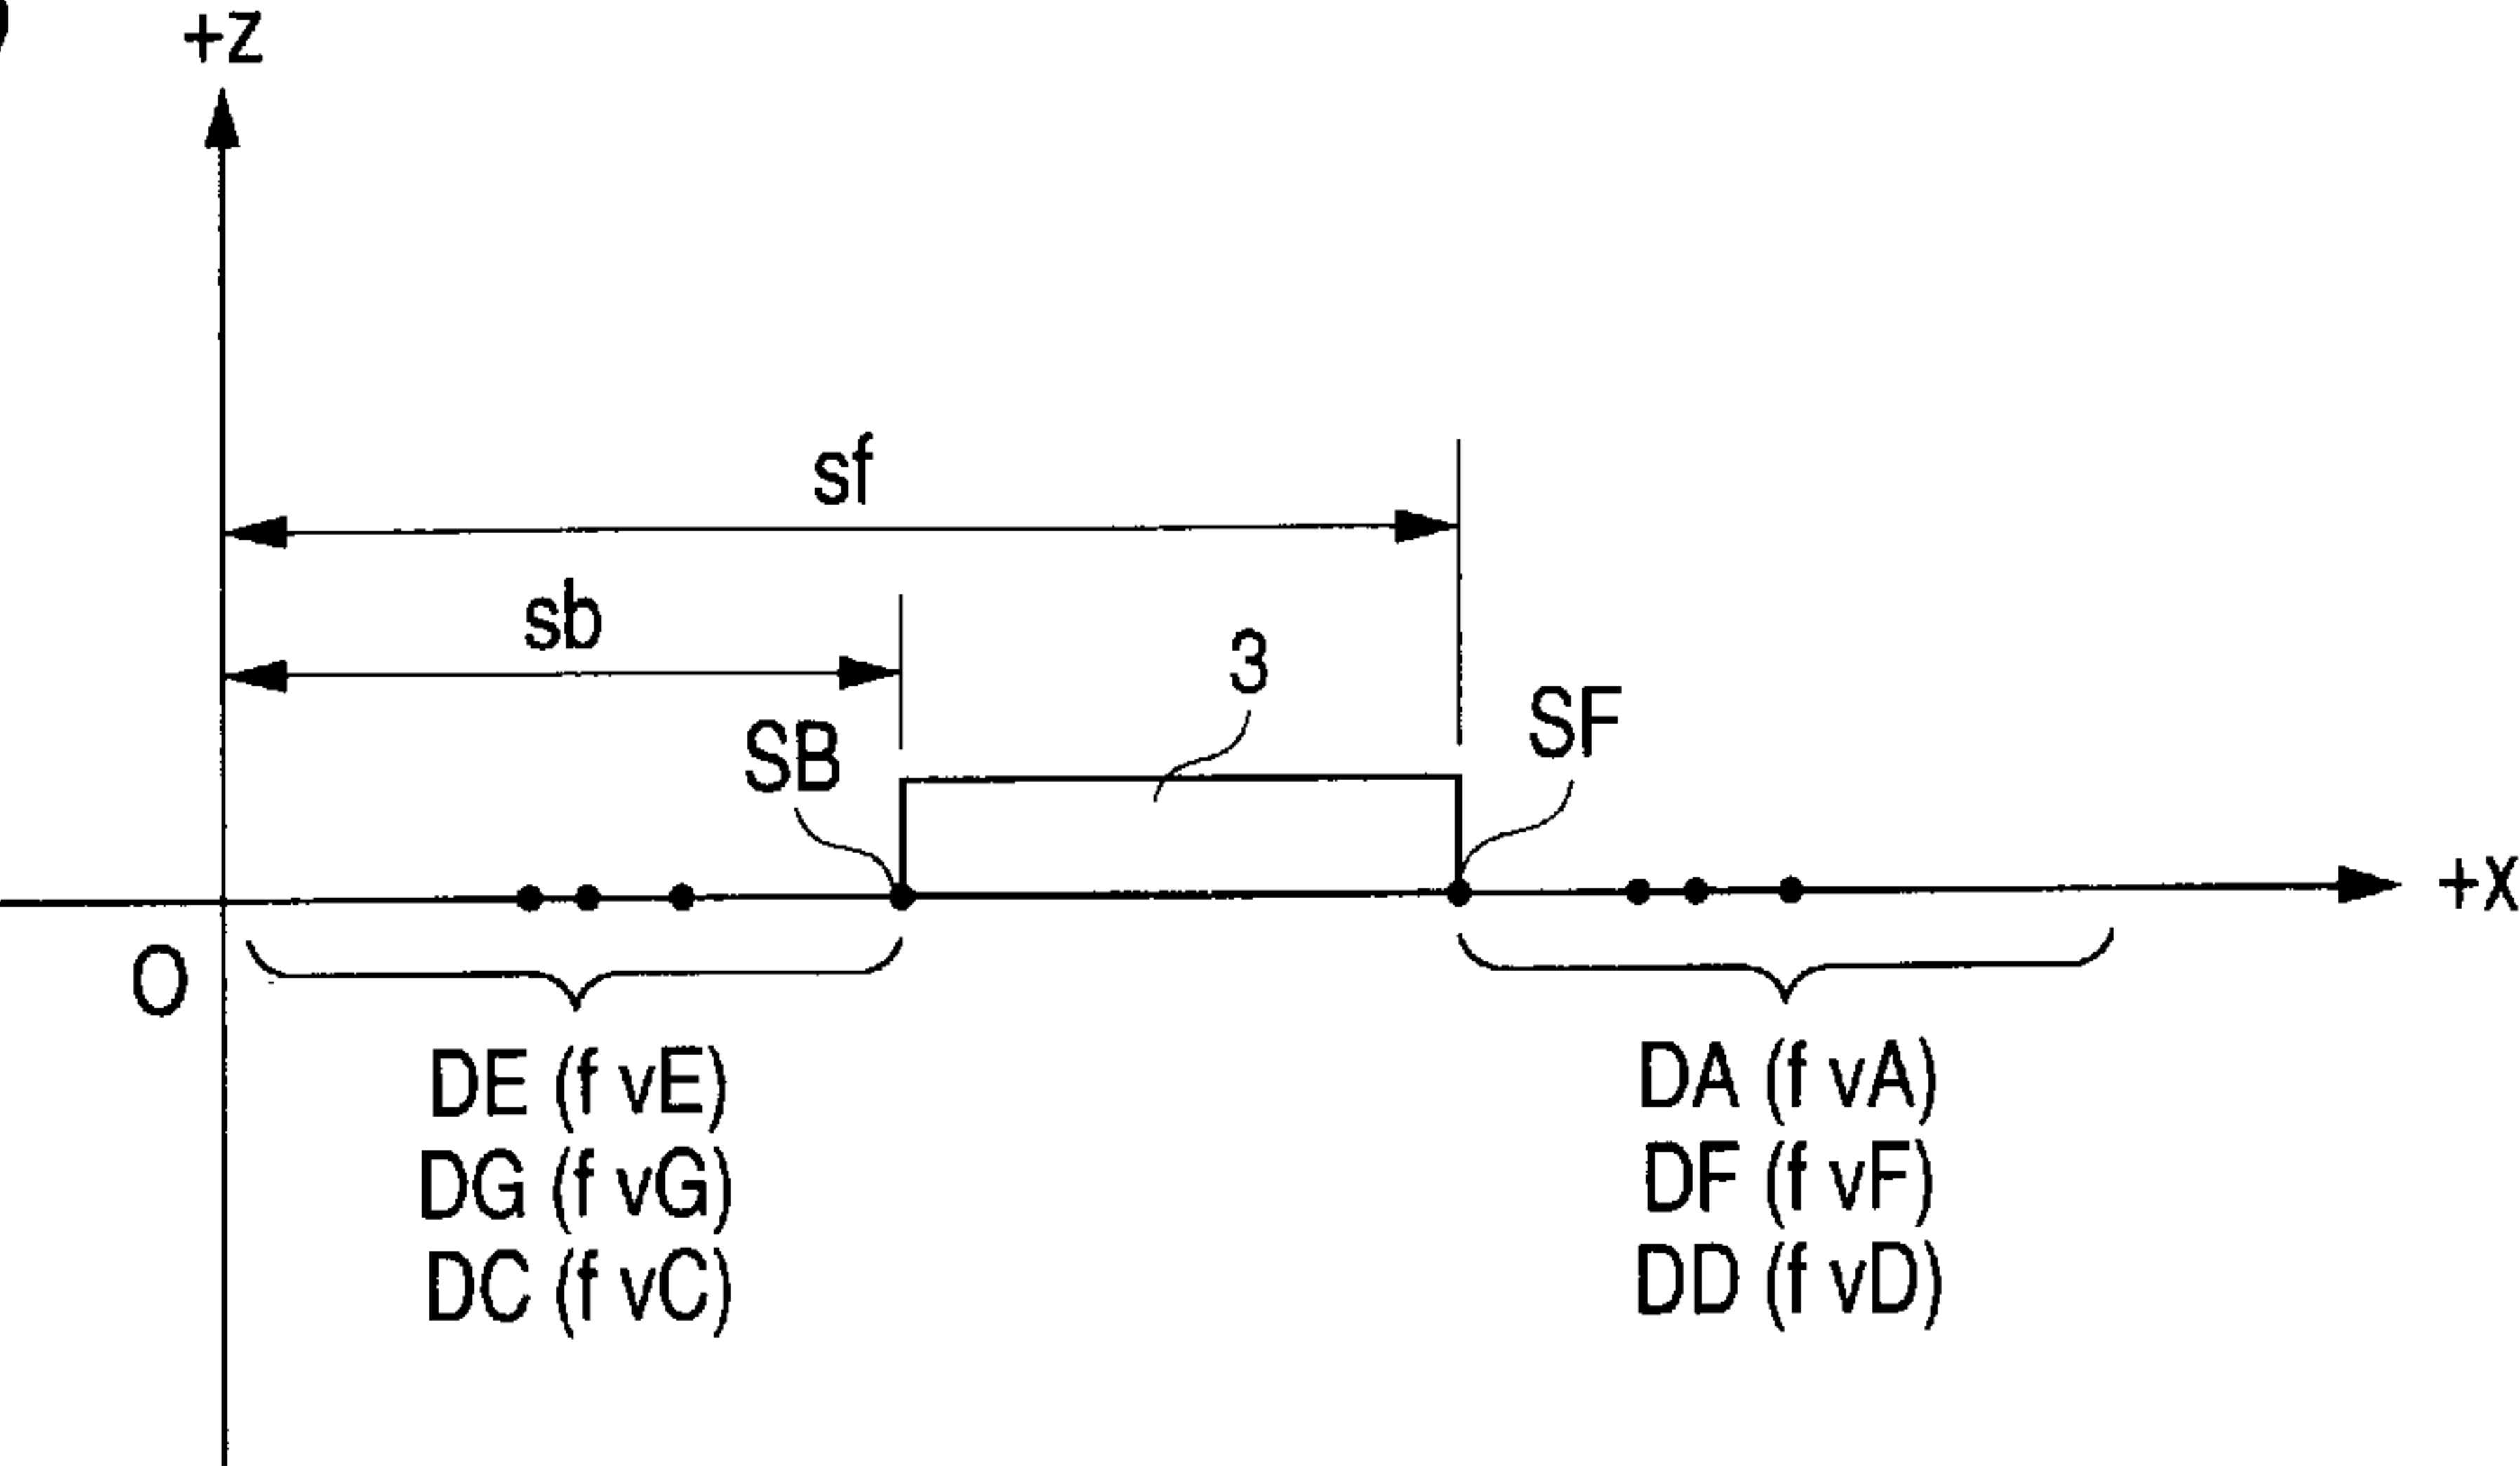 +z
sf
sb
3
SF
SB
+x
O
DE (f vE)
DG (f vG)
DC (f vC)
DA (f vA)
DF (f vF)
DD (f vD)